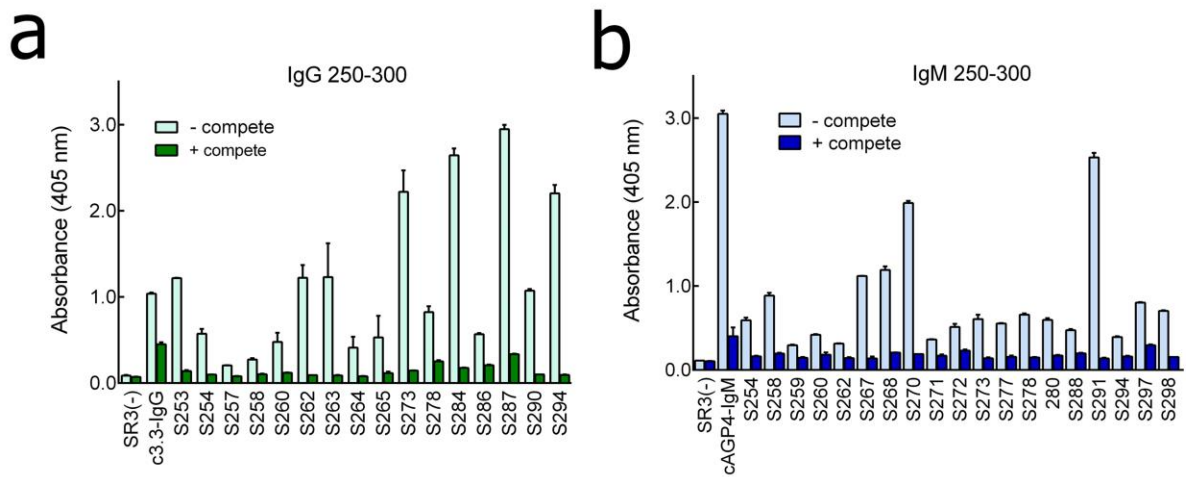 a
IgG 250-300
Absorbance (405 nm)
3.0
2.0
1.0
0.0
- compete
+ compete
SR3(-)
c3.3-IgG
S253
S254
S257
S258
S260
S262
S263
S264
S265
S273
S278
S284
S286
S287
S290
S294
b
IgM 250-300
Absorbance (405 nm)
3.0
2.0
1.0
0.0
- compete
+ compete
SR3(-)
cAGP4-IgM
S254
S258
S259
S260
S262
S267
S268
S270
S271
S272
S273
S277
S278
280
S288
S291
S294
S297
S298